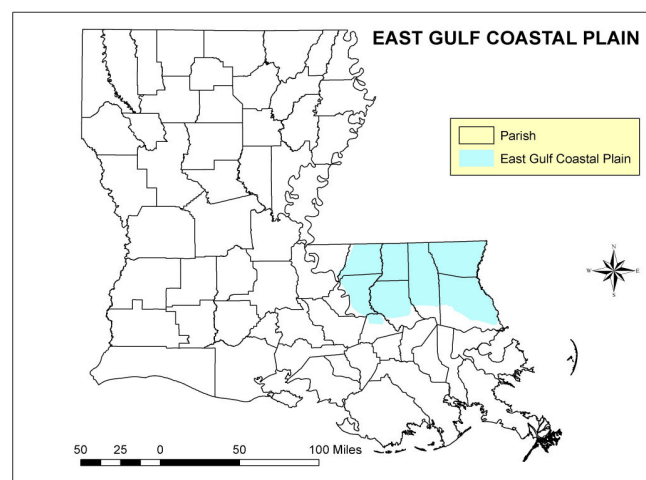 EAST GULF COASTAL PLAIN
Parish
East Gulf Coastal Plain
N
W E
S
50 25 0 50 100 Miles